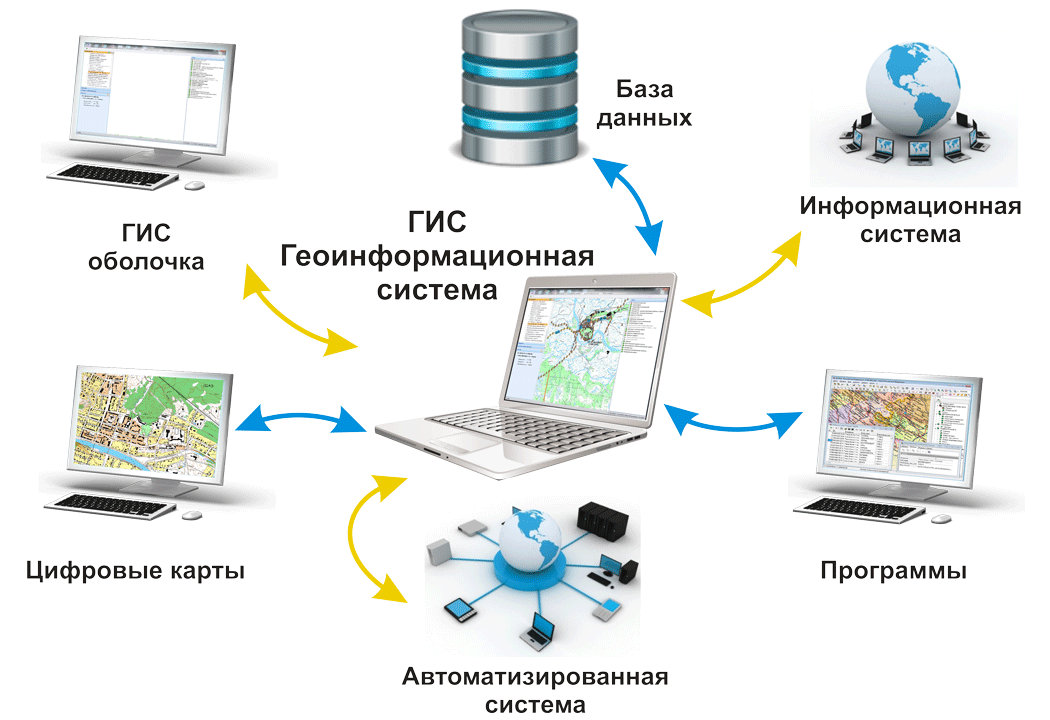 База
данных
Информационная
система
ГИС
оболочка
ГИС
Геоинформационная
система
Цифровые карты
Программы
Автоматизированная
система